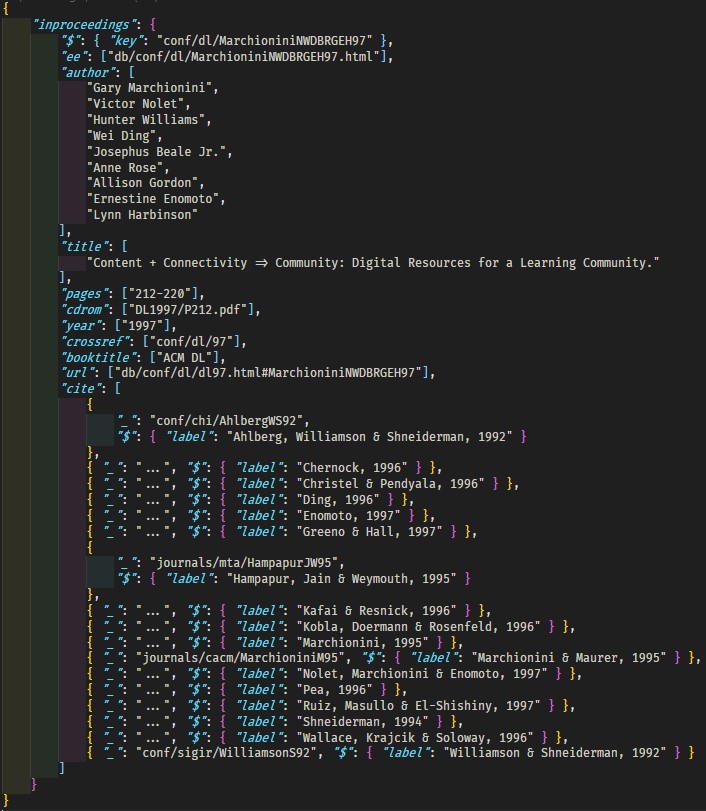 {
"inproceedings": {
"$": { "key": "conf/dl/MarchioniniNWDBRGEH97" },
"ee": ["db/conf/dl/MarchioniniNWDBRGEH97.html"],
"author": [
"Gary Marchionini",
"Victor Nolet",
"Hunter Williams",
"Wei Ding",
"Josephus Beale Jr.",
"Anne Rose",
"Allison Gordon",
"Ernestine Enomoto",
"Lynn Harbinson"
],
"title": [
"Content + Connectivity => Community: Digital Resources for a Learning Community."
],
"pages": ["212-220"],
"cdrom": ["DL1997/P212.pdf"],
"year": ["1997"],
"crossref": ["conf/dl/97"],
"booktitle": ["ACM DL"],
"url": ["db/conf/dl/dl97.html#MarchioniniNWDBRGEH97"],
"cite": [
{
"_": "conf/chi/AhlbergWS92",
"$": { "label": "Ahlberg, Williamson & Shneiderman, 1992" }
},
{ "_": "...", "$": { "label": "Chernock, 1996" } },
{ "_": "...", "$": { "label": "Christel & Pendyala, 1996" } },
{ "_": "...", "$": { "label": "Ding, 1996" } },
{ "_": "...", "$": { "label": "Enomoto, 1997" } },
{ "_": "...", "$": { "label": "Greeno & Hall, 1997" } },
{
"_": "journals/mta/HampapurJW95",
"$": { "label": "Hampapur, Jain & Weymouth, 1995" }
},
{ "_": "...", "$": { "label": "Kafai & Resnick, 1996" } },
{ "_": "...", "$": { "label": "Kobla, Doermann & Rosenfeld, 1996" } },
{ "_": "...", "$": { "label": "Marchionini, 1995" } },
{ "_": "journals/cacm/MarchioniniM95", "$": { "label": "Marchionini & Maurer, 1995" } },
{ "_": "...", "$": { "label": "Nolet, Marchionini & Enomoto, 1997" } },
{ "_": "...", "$": { "label": "Pea, 1996" } },
{ "_": "...", "$": { "label": "Ruiz, Masullo & El-Shishiny, 1997" } },
{ "_": "...", "$": { "label": "Shneiderman, 1994" } },
{ "_": "...", "$": { "label": "Wallace, Krajcik & Soloway, 1996" } },
{ "_": "conf/sigir/WilliamsonS92", "$": { "label": "Williamson & Shneiderman, 1992" } }
]
}
}